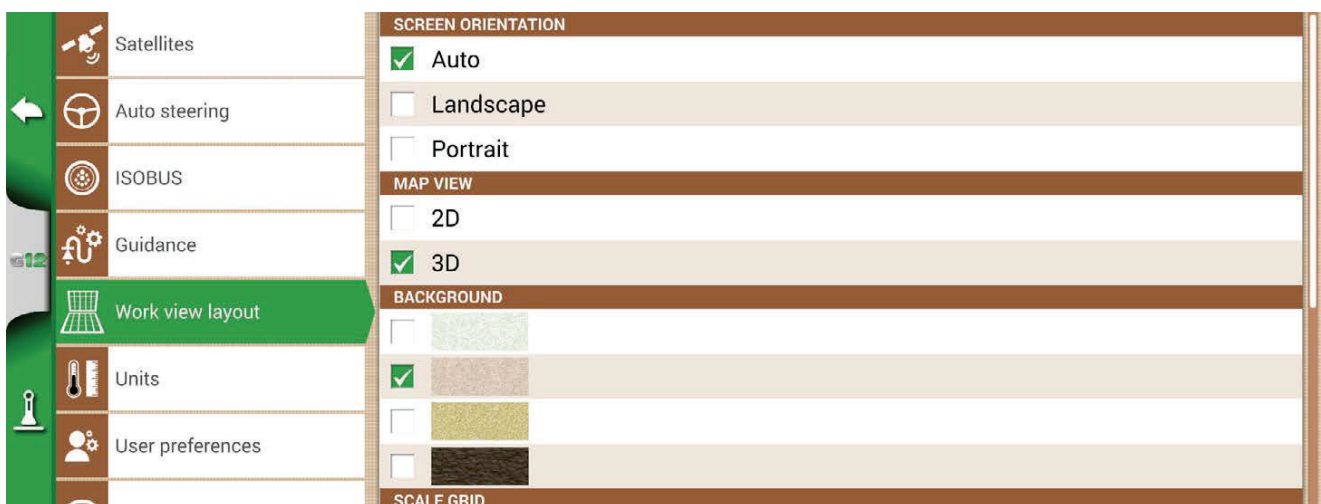 Satellites
Auto steering
ISOBUS
Guidance
Work view layout
Units
User preferences
G12
SCREEN ORIENTATION
Auto
Landscape
Portrait
MAP VIEW
2D
3D
BACKGROUND
SCALE GRID